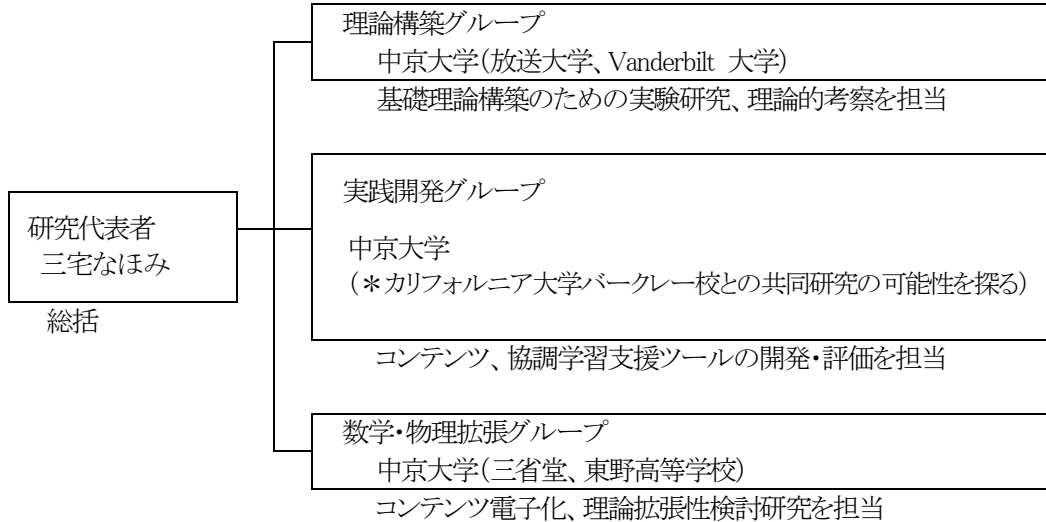 理論構築グループ
中京大学(放送大学、Vanderbilt 大学)
基礎理論構築のための実験研究、理論的考察を担当
研究代表者
三宅なほみ
総括
実践開発グループ
中京大学
(＊カリフォルニア大学バークレー校との共同研究の可能性を探る)
コンテンツ、協調学習支援ツールの開発・評価を担当
数学・物理拡張グループ
中京大学(三省堂、東野高等学校)
コンテンツ電子化、理論拡張性検討研究を担当